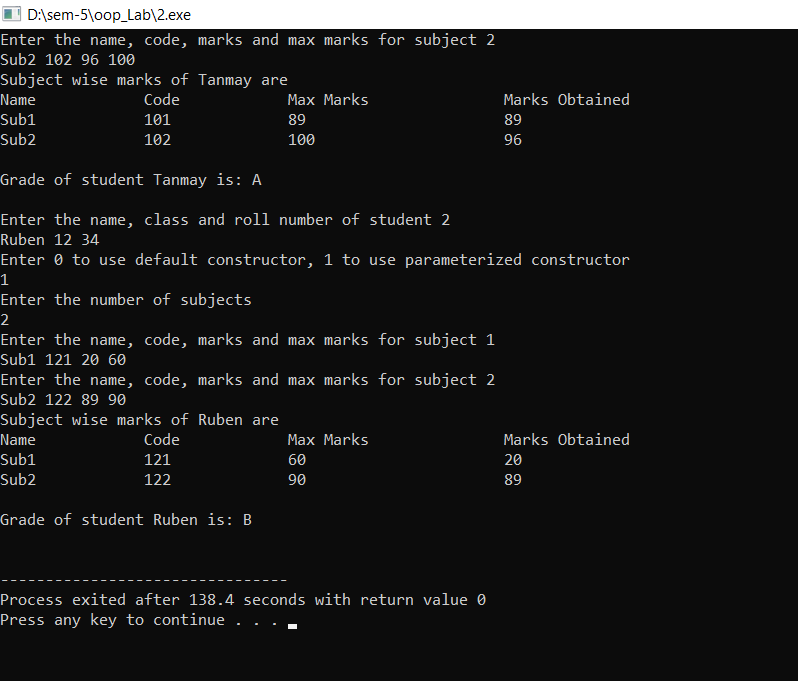 D:\sem-5\oop_Lab\2.exe
Enter the name, code, marks and max marks for subject 2
Sub2 102 96 100
Subject wise marks of Tanmay are
Name Code Max Marks Marks Obtained
Sub1 101 89 89
Sub2 102 100 96
Grade of student Tanmay is: A
Enter the name, class and roll number of student 2
Ruben 12 34
Enter 0 to use default constructor, 1 to use parameterized constructor
1
Enter the number of subjects
2
Enter the name, code, marks and max marks for subject 1
Sub1 121 20 60
Enter the name, code, marks and max marks for subject 2
Sub2 122 89 90
Subject wise marks of Ruben are
Name Code Max Marks Marks Obtained
Sub1 121 60 20
Sub2 122 90 89
Grade of student Ruben is: B
--------------------------------
Process exited after 138.4 seconds with return value 0
Press any key to continue . . .